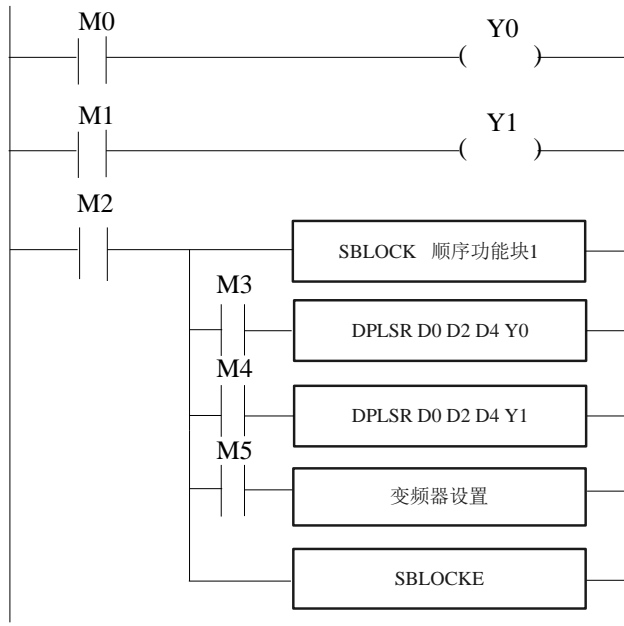 M0
Y0
( )
M1
Y1
( )
M2
SBLOCK 顺序功能块1
M3
DPLSR D0 D2 D4 Y0
M4
DPLSR D0 D2 D4 Y1
M5
变频器设置
SBLOCKE